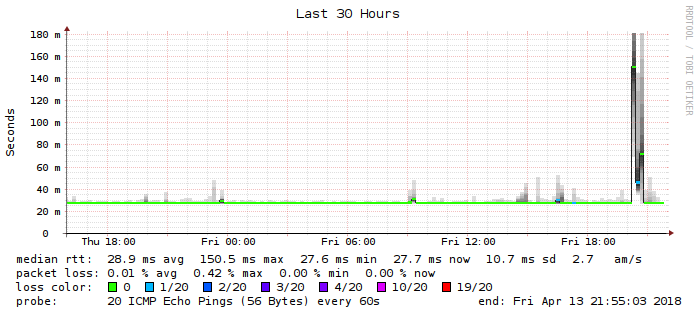 Last 30 Hours
RRDTOOL / TOBI OETIKER
Seconds
180 m
160 m
140 m
120 m
100 m
80 m
60 m
40 m
20 m
0
Thu 18:00 Fri 00:00 Fri 06:00 Fri 12:00 Fri 18:00
median rtt: 28.9 ms avg 150.5 ms max 27.6 ms min 27.7 ms now 10.7 ms sd 2.7 am/s
packet loss: 0.01 % avg 0.42 % max 0.00 % min 0.00 % now
loss color: 0 1/20 2/20 3/20 4/20 10/20 19/20
probe: 20 ICMP Echo Pings (56 Bytes) every 60s end: Fri Apr 13 21:55:03 2018